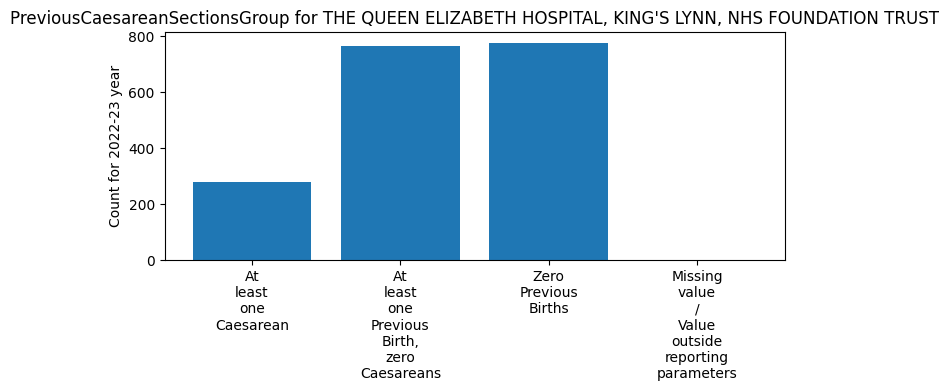 PreviousCaesareanSectionsGroup for THE QUEEN ELIZABETH HOSPITAL, KING'S LYNN, NHS FOUNDATION TRUST
Count for 2022-23 year
800
600
400
200
0
At
least
one
Caesarean
At
least
one
Previous
Birth,
zero
Caesareans
Zero
Previous
Births
Missing
value
/
Value
outside
reporting
parameters